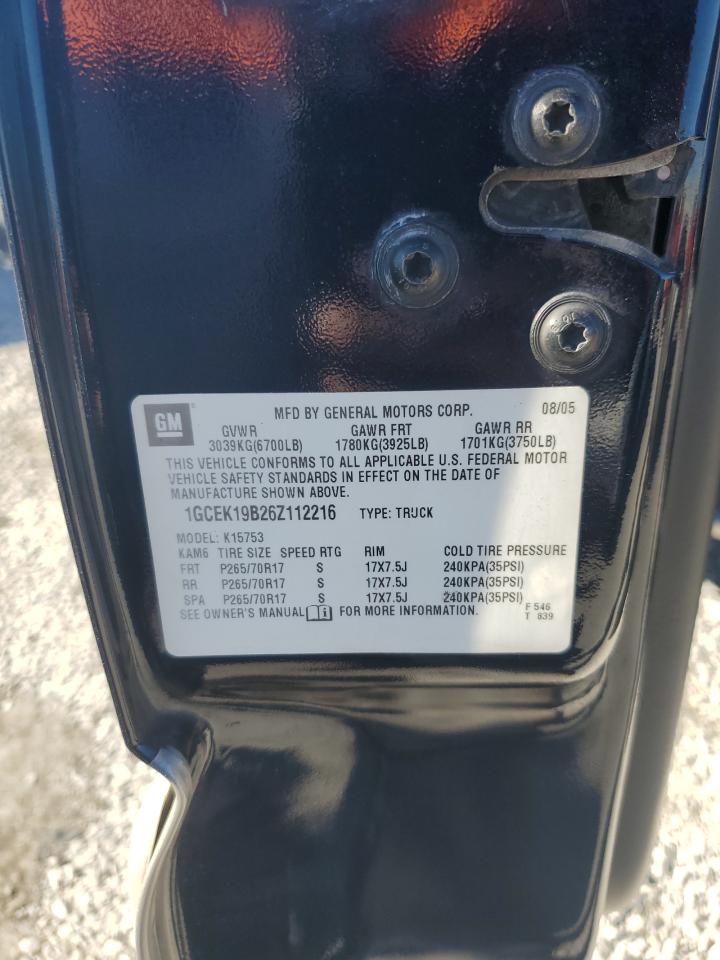 GM
MFD BY GENERAL MOTORS CORP. 08/05
GVWR GAWR FRT GAWR RR
3039KG(6700LB) 1780KG(3925LB) 1701KG(3750LB)
THIS VEHICLE CONFORMS TO ALL APPLICABLE U.S. FEDERAL MOTOR
VEHICLE SAFETY STANDARDS IN EFFECT ON THE DATE OF
MANUFACTURE SHOWN ABOVE.
1GCEK19B26Z112216 TYPE: TRUCK
MODEL: K15753
KAM6 TIRE SIZE SPEED RTG RIM COLD TIRE PRESSURE
FRT P265/70R17 S 17X7.5J 240KPA(35PSI)
RR P265/70R17 S 17X7.5J 240KPA(35PSI)
SPA P265/70R17 S 17X7.5J 240KPA(35PSI)
SEE OWNER'S MANUAL i FOR MORE INFORMATION.
F 546
T 839